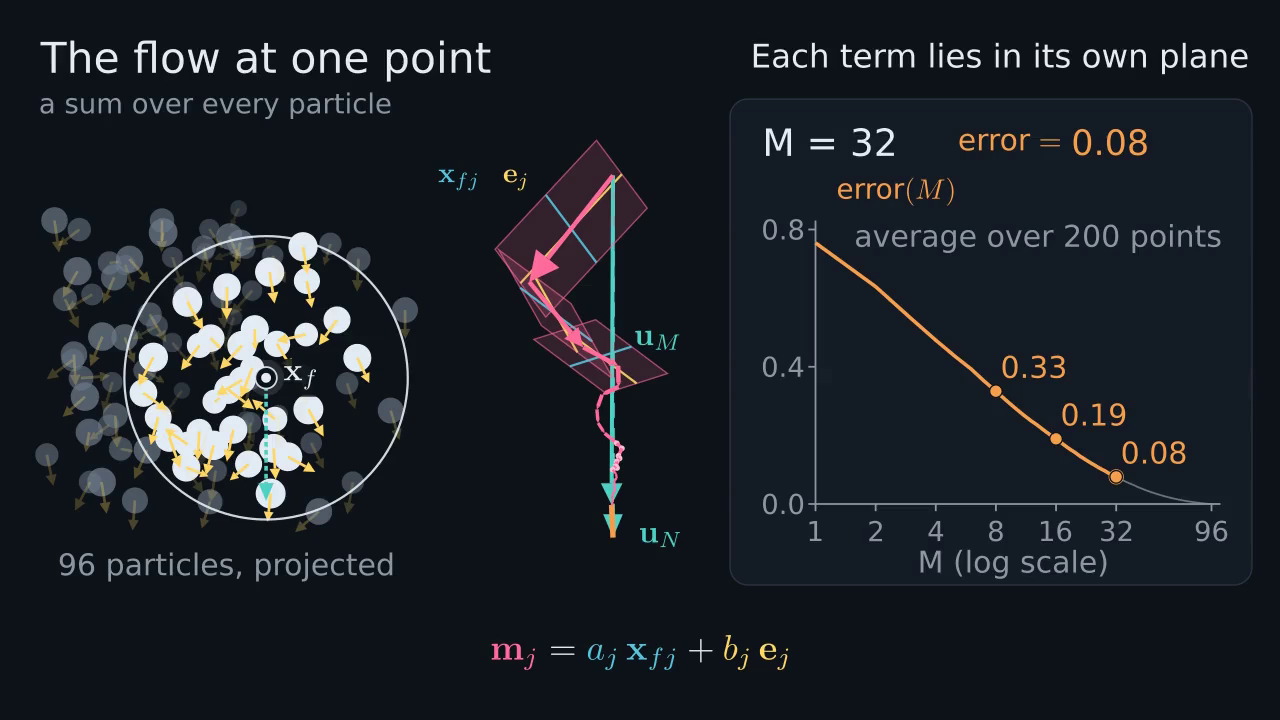 The flow at one point
a sum over every particle
Each term lies in its own plane
M = 32
error = 0.08
error(M)
average over 200 points
x_fj e_j
0.8
0.4
0.0
0.33
0.19
0.08
1 2 4 8 16 32 96
M (log scale)
x_f
u_M
u_N
96 particles, projected
m_j = a_j x_fj + b_j e_j